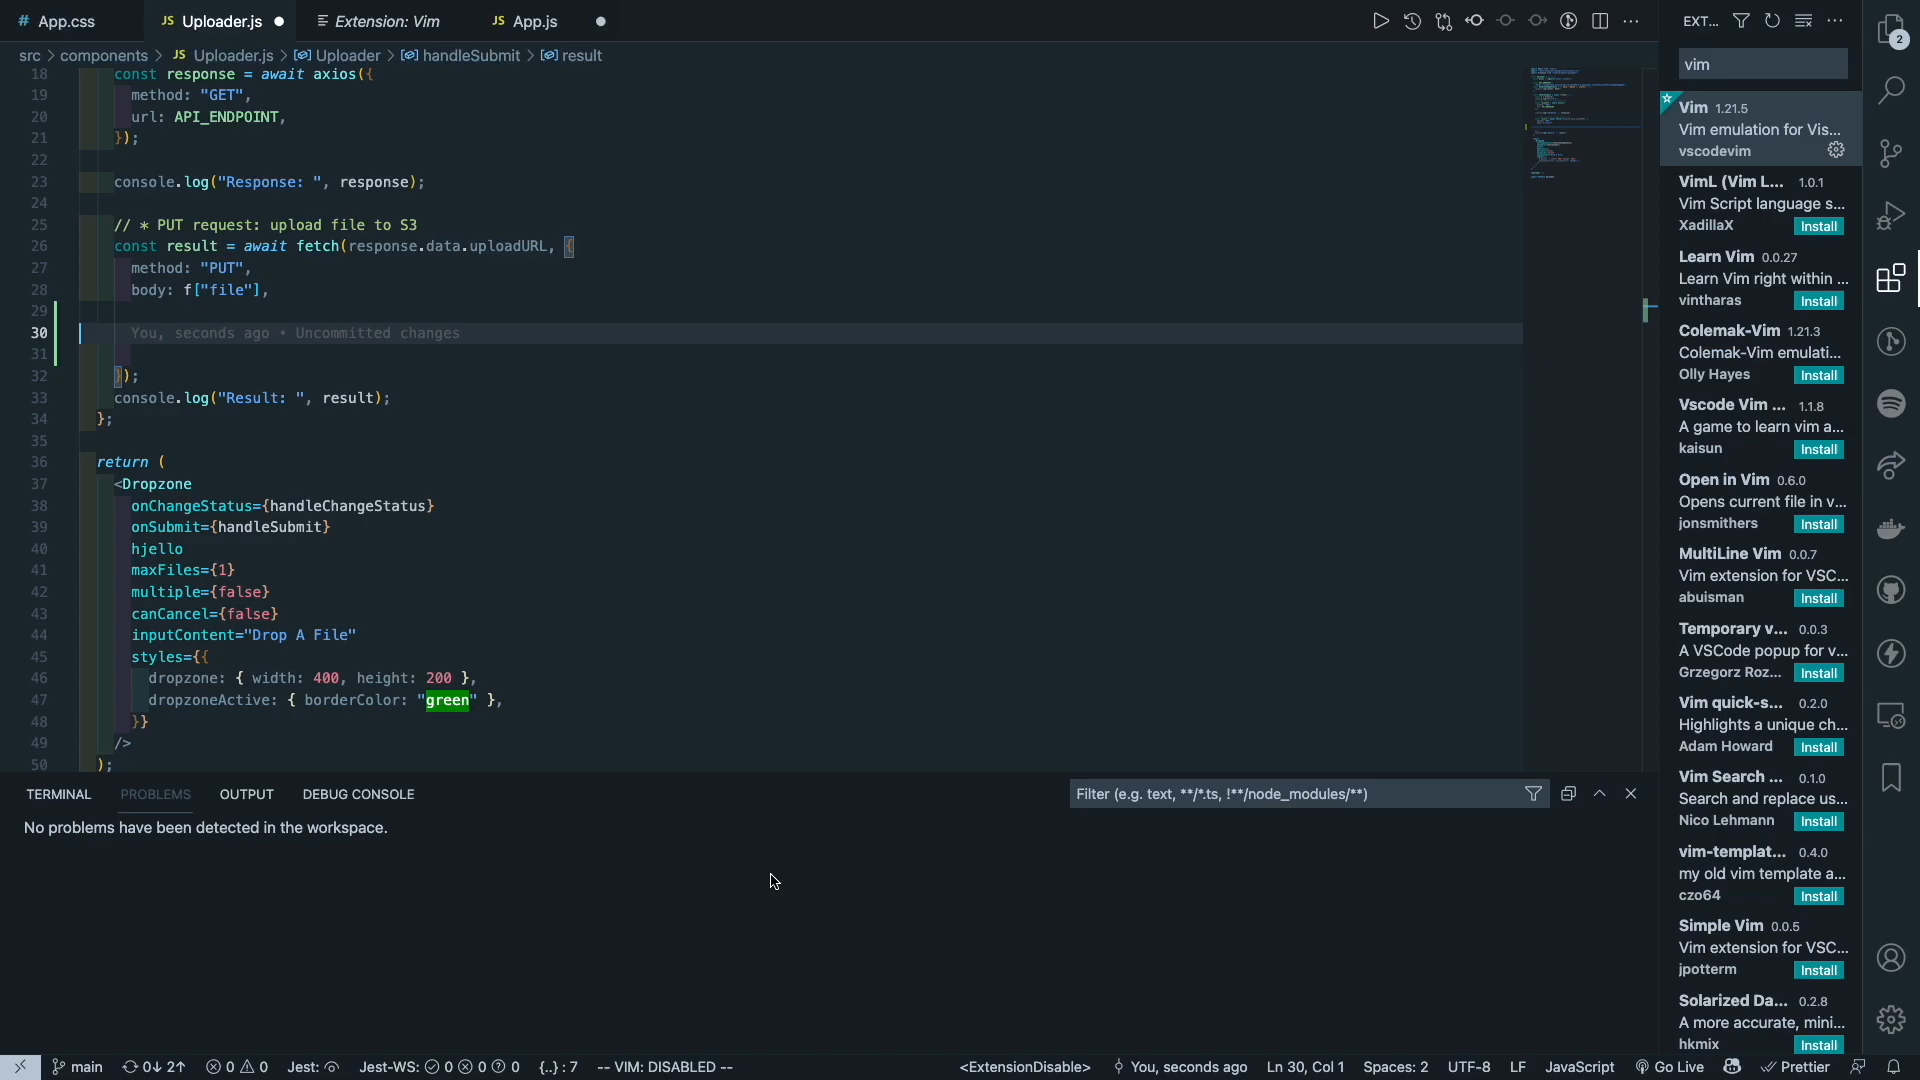 # App.css
JS Uploader.js
Extension: Vim
JS App.js
src > components > JS Uploader.js > Uploader > handleSubmit > result
18 const response = await axios({
19 method: "GET",
20 url: API_ENDPOINT,
21 });
22
23 console.log("Response: ", response);
24
25 // * PUT request: upload file to S3
26 const result = await fetch(response.data.uploadURL, {
27 method: "PUT",
28 body: f["file"],
29
30 You, seconds ago • Uncommitted changes
31
32 });
33 console.log("Result: ", result);
34 };
35
36 return (
37 <Dropzone
38 onChangeStatus={handleChangeStatus}
39 onSubmit={handleSubmit}
40 hjello
41 maxFiles={1}
42 multiple={false}
43 canCancel={false}
44 inputContent="Drop A File"
45 styles={{
46 dropzone: { width: 400, height: 200 },
47 dropzoneActive: { borderColor: "green" },
48 }}
49 />
50 );
TERMINAL PROBLEMS OUTPUT DEBUG CONSOLE
Filter (e.g. text, **/*.ts, !**/node_modules/**)
No problems have been detected in the workspace.
EXT...
vim
Vim 1.21.5
Vim emulation for Vis...
vscodevim
VimL (Vim L... 1.0.1
Vim Script language s...
XadillaX Install
Learn Vim 0.0.27
Learn Vim right within ...
vintharas Install
Colemak-Vim 1.21.3
Colemak-Vim emulati...
Olly Hayes Install
Vscode Vim ... 1.1.8
A game to learn vim a...
kaisun Install
Open in Vim 0.6.0
Opens current file in v...
jonsmithers Install
MultiLine Vim 0.0.7
Vim extension for VSC...
abuisman Install
Temporary v... 0.0.3
A VSCode popup for v...
Grzegorz Roz... Install
Vim quick-s... 0.2.0
Highlights a unique ch...
Adam Howard Install
Vim Search ... 0.1.0
Search and replace us...
Nico Lehmann Install
vim-templat... 0.4.0
my old vim template a...
czo64 Install
Simple Vim 0.0.5
Vim extension for VSC...
jpotterm Install
Solarized Da... 0.2.8
A more accurate, mini...
hkmix Install
2
main 0↓ 2↑ 0 0 Jest: Jest-WS: 0 0 0 {..} : 7 -- VIM: DISABLED -- <ExtensionDisable> You, seconds ago Ln 30, Col 1 Spaces: 2 UTF-8 LF JavaScript Go Live Prettier